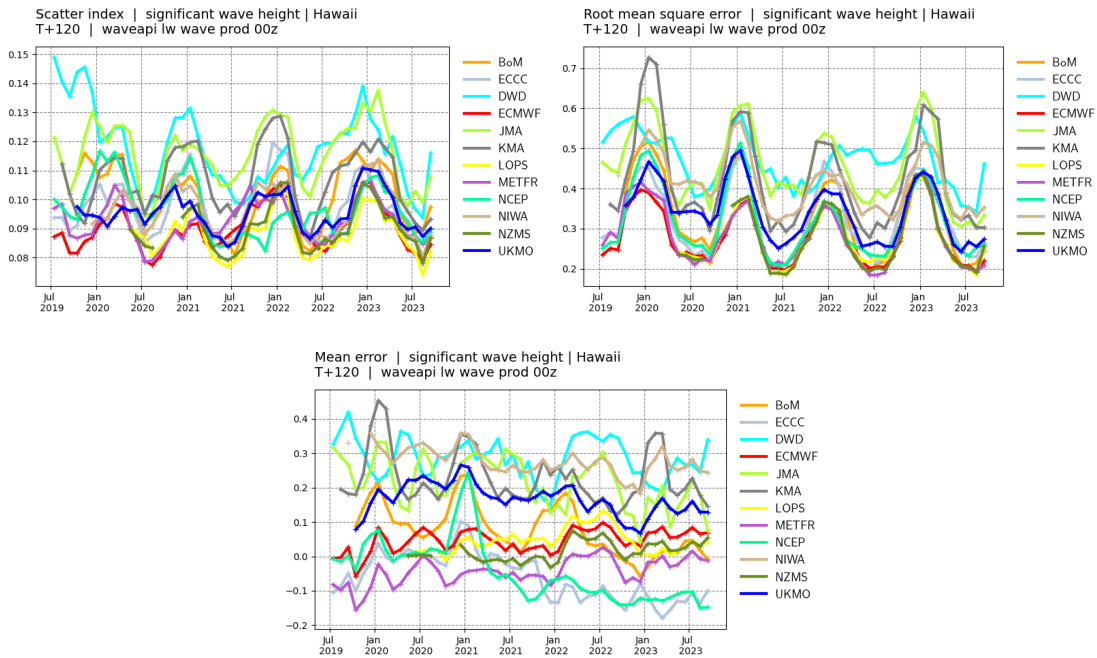 Scatter index | significant wave height | Hawaii
T+120 | waveapi lw wave prod 00z
0.15
0.14
0.13
0.12
0.11
0.10
0.09
0.08
Jul 2019
Jan 2020
Jul 2020
Jan 2021
Jul 2021
Jan 2022
Jul 2022
Jan 2023
Jul 2023
BoM
ECCC
DWD
ECMWF
JMA
KMA
LOPS
METFR
NCEP
NIWA
NZMS
UKMO
Root mean square error | significant wave height | Hawaii
T+120 | waveapi lw wave prod 00z
0.7
0.6
0.5
0.4
0.3
0.2
Jul 2019
Jan 2020
Jul 2020
Jan 2021
Jul 2021
Jan 2022
Jul 2022
Jan 2023
Jul 2023
BoM
ECCC
DWD
ECMWF
JMA
KMA
LOPS
METFR
NCEP
NIWA
NZMS
UKMO
Mean error | significant wave height | Hawaii
T+120 | waveapi lw wave prod 00z
0.4
0.3
0.2
0.1
0.0
−0.1
−0.2
Jul 2019
Jan 2020
Jul 2020
Jan 2021
Jul 2021
Jan 2022
Jul 2022
Jan 2023
Jul 2023
BoM
ECCC
DWD
ECMWF
JMA
KMA
LOPS
METFR
NCEP
NIWA
NZMS
UKMO